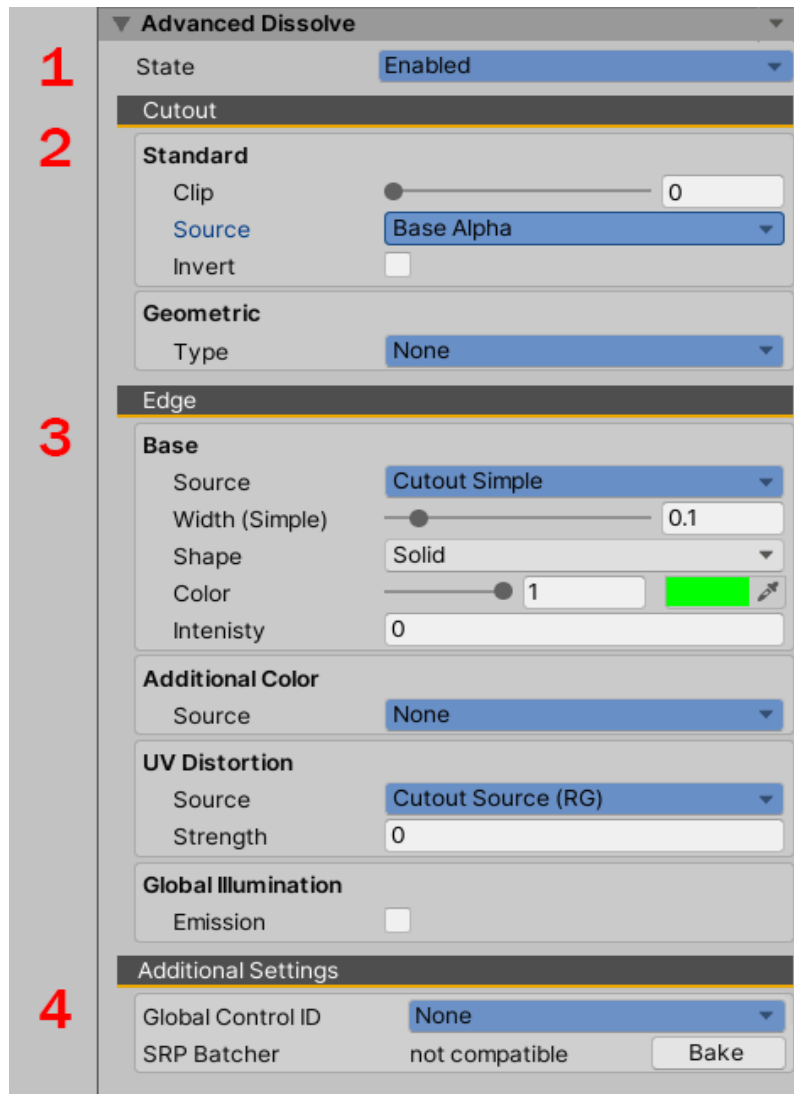 Advanced Dissolve
1
State Enabled
Cutout
2
Standard
Clip 0
Source Base Alpha
Invert
Geometric
Type None
Edge
3
Base
Source Cutout Simple
Width (Simple) 0.1
Shape Solid
Color 1
Intenisty 0
Additional Color
Source None
UV Distortion
Source Cutout Source (RG)
Strength 0
Global Illumination
Emission
Additional Settings
4
Global Control ID None
SRP Batcher not compatible Bake